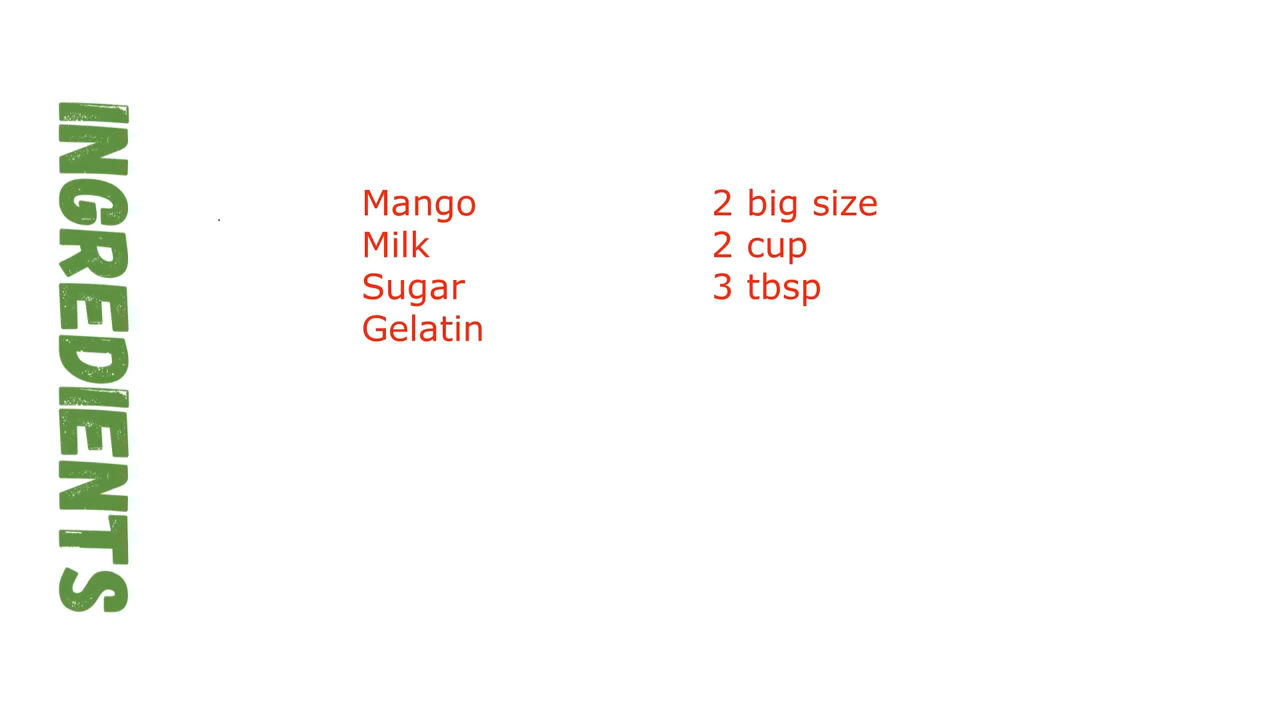 INGREDIENTS
Mango 2 big size
Milk 2 cup
Sugar 3 tbsp
Gelatin